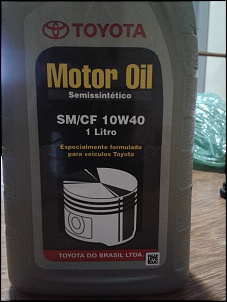 TOYOTA
Motor Oil
Semissintético
SM/CF 10W40
1 Litro
Especialmente formulado
para veículos Toyota
TOYOTA DO BRASIL LTDA.